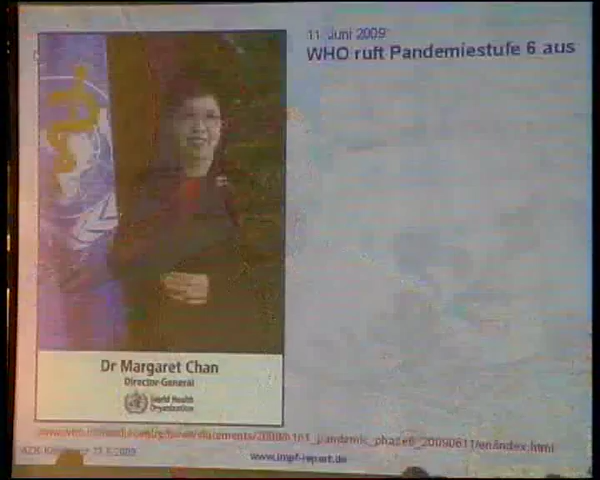 11. Juni 2009
WHO ruft Pandemiestufe 6 aus
Dr Margaret Chan
Director-General
World Health
Organization
www.impf-report.de